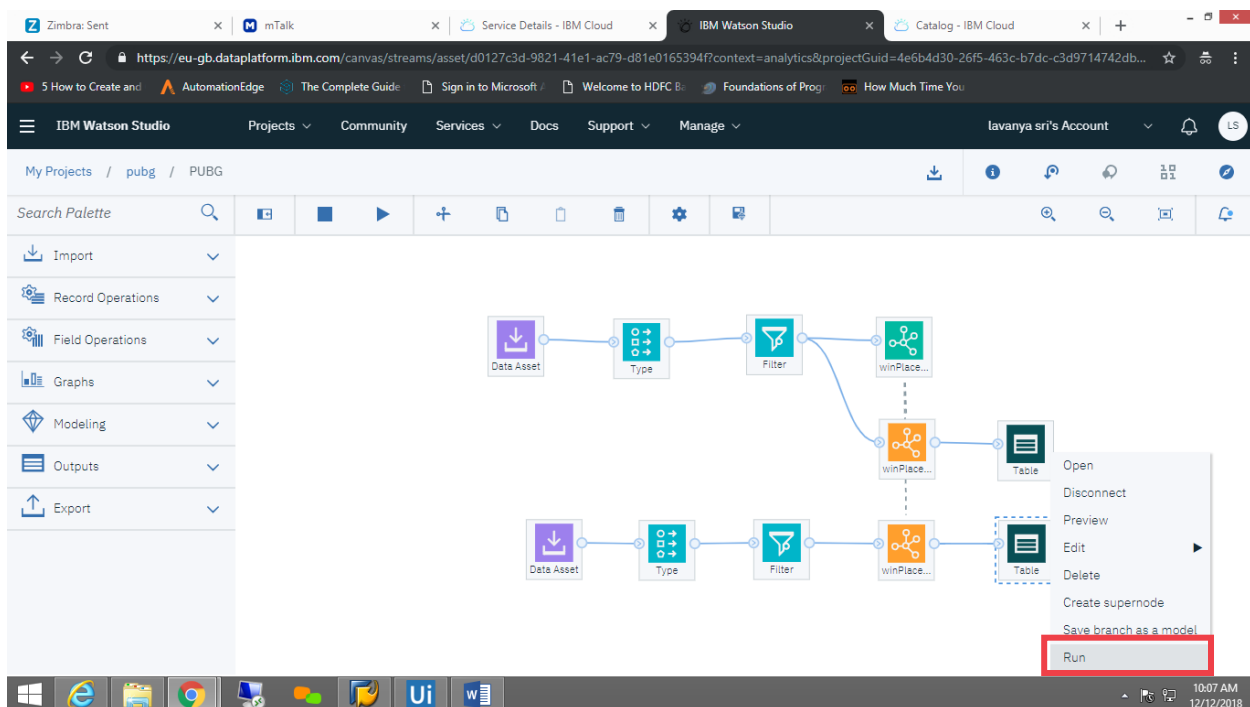 Zimbra: Sent
mTalk
Service Details - IBM Cloud
IBM Watson Studio
Catalog - IBM Cloud
https://eu-gb.dataplatform.ibm.com/canvas/streams/asset/d0127c3d-9821-41e1-ac79-d81e0165394f?context=analytics&projectGuid=4e6b4d30-26f5-463c-b7dc-c3d9714742db...
5 How to Create and
AutomationEdge
The Complete Guide
Sign in to Microsoft A
Welcome to HDFC Ba
Foundations of Progr
How Much Time You
IBM Watson Studio
Projects
Community
Services
Docs
Support
Manage
lavanya sri's Account
LS
My Projects / pubg / PUBG
Search Palette
Import
Record Operations
Field Operations
Graphs
Modeling
Outputs
Export
Data Asset
Type
Filter
winPlace...
winPlace...
Table
Data Asset
Type
Filter
winPlace...
Table
Open
Disconnect
Preview
Edit
Delete
Create supernode
Save branch as a model
Run
Ui
10:07 AM
12/12/2018